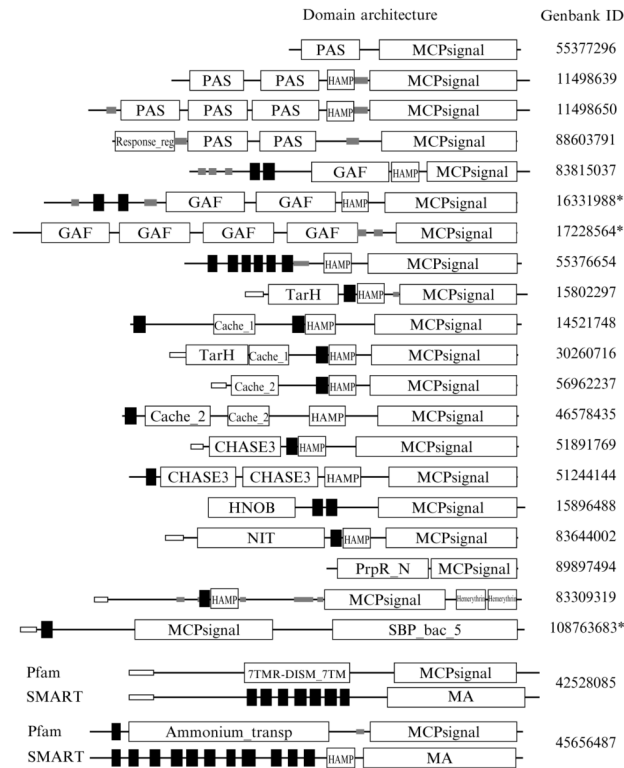 Domain architecture Genbank ID
PAS MCPsignal 55377296
PAS PAS HAMP MCPsignal 11498639
PAS PAS PAS HAMP MCPsignal 11498650
Response_reg PAS PAS MCPsignal 88603791
GAF HAMP MCPsignal 83815037
GAF GAF HAMP MCPsignal 16331988*
GAF GAF GAF GAF MCPsignal 17228564*
HAMP MCPsignal 55376654
TarH HAMP MCPsignal 15802297
Cache_1 HAMP MCPsignal 14521748
TarH Cache_1 HAMP MCPsignal 30260716
Cache_2 HAMP MCPsignal 56962237
Cache_2 Cache_2 HAMP MCPsignal 46578435
CHASE3 HAMP MCPsignal 51891769
CHASE3 CHASE3 HAMP MCPsignal 51244144
HNOB MCPsignal 15896488
NIT HAMP MCPsignal 83644002
PrpR_N MCPsignal 89897494
HAMP MCPsignal Hemerythrin Hemerythrin 83309319
MCPsignal SBP_bac_5 108763683*
Pfam 7TMR-DISM_7TM MCPsignal
42528085
SMART MA
Pfam Ammonium_transp MCPsignal
45656487
SMART HAMP MA